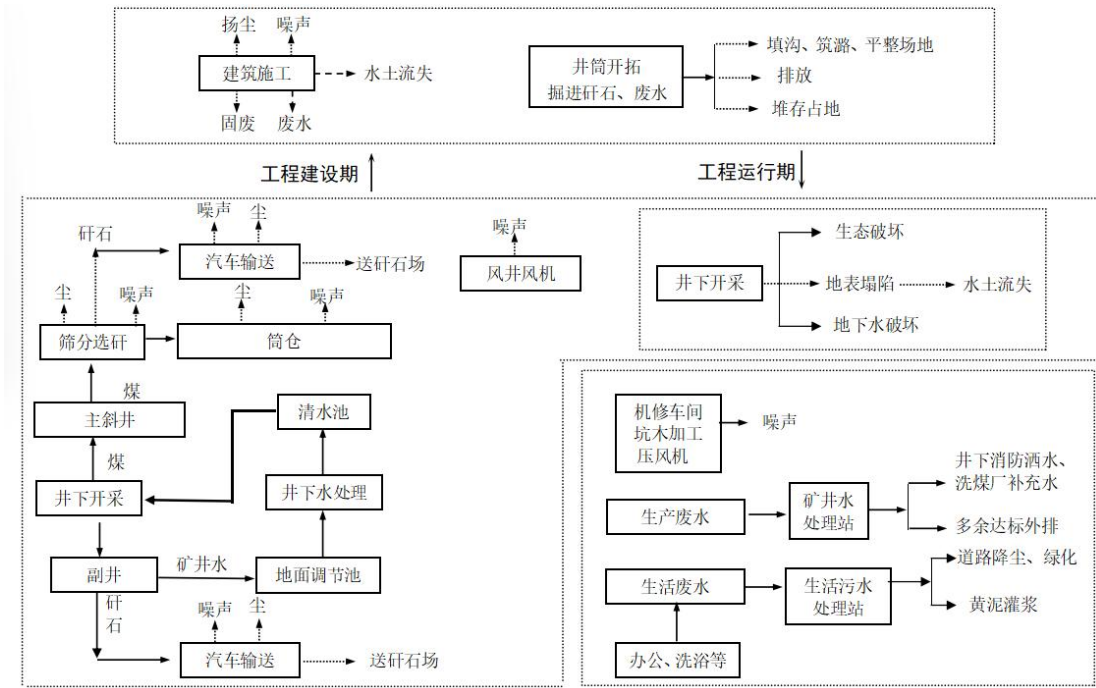 扬尘
噪声
建筑施工
水土流失
固废
废水
井筒开拓
掘进矸石、废水
填沟、筑潞、平整场地
排放
堆存占地
工程建设期
工程运行期
矸石
噪声
尘
汽车输送
送矸石场
尘
噪声
筛分选矸
尘
噪声
筒仓
煤
主斜井
煤
井下开采
清水池
井下水处理
副井
矿井水
地面调节池
矸
石
噪声
尘
汽车输送
送矸石场
噪声
风井风机
井下开采
生态破坏
地表塌陷
水土流失
地下水破坏
机修车间
坑木加工
压风机
噪声
生产废水
矿井水
处理站
井下消防洒水、
洗煤厂补充水
多余达标外排
生活废水
生活污水
处理站
道路降尘、绿化
黄泥灌浆
办公、洗浴等